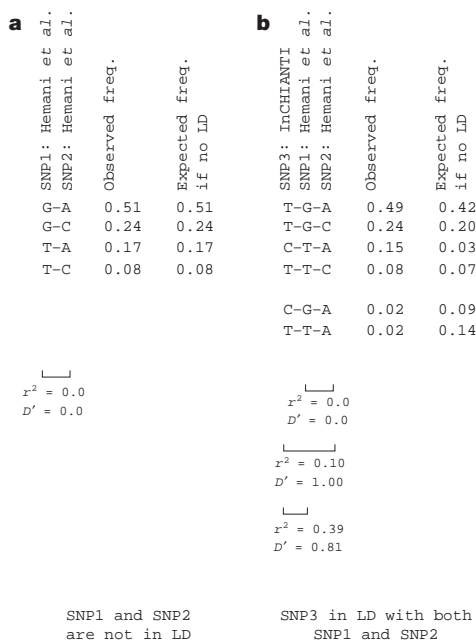 a
SNP1: Hemani et al.
SNP2: Hemani et al.
Observed freq.
Expected freq.
if no LD
G–A 0.51 0.51
G–C 0.24 0.24
T–A 0.17 0.17
T–C 0.08 0.08
r² = 0.0
D′ = 0.0
SNP1 and SNP2
are not in LD
b
SNP3: InCHIANTI
SNP1: Hemani et al.
SNP2: Hemani et al.
Observed freq.
Expected freq.
if no LD
T–G–A 0.49 0.42
T–G–C 0.24 0.20
C–T–A 0.15 0.03
T–T–C 0.08 0.07
C–G–A 0.02 0.09
T–T–A 0.02 0.14
r² = 0.0
D′ = 0.0
r² = 0.10
D′ = 1.00
r² = 0.39
D′ = 0.81
SNP3 in LD with both
SNP1 and SNP2